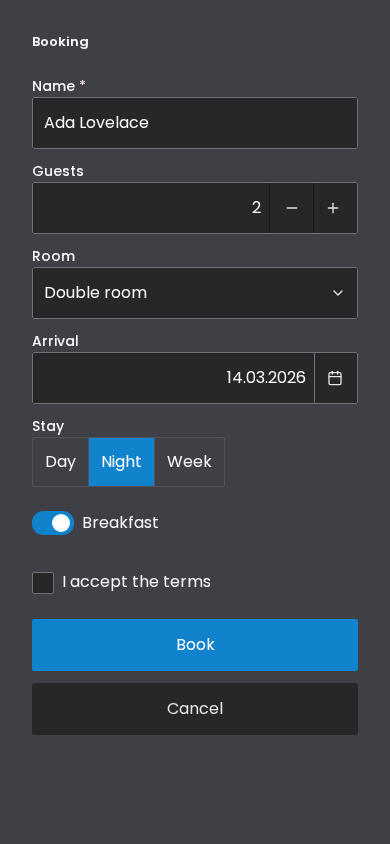 Booking
Name *
Ada Lovelace
Guests
2
Room
Double room
Arrival
14.03.2026
Stay
Day Night Week
Breakfast
I accept the terms
Book
Cancel